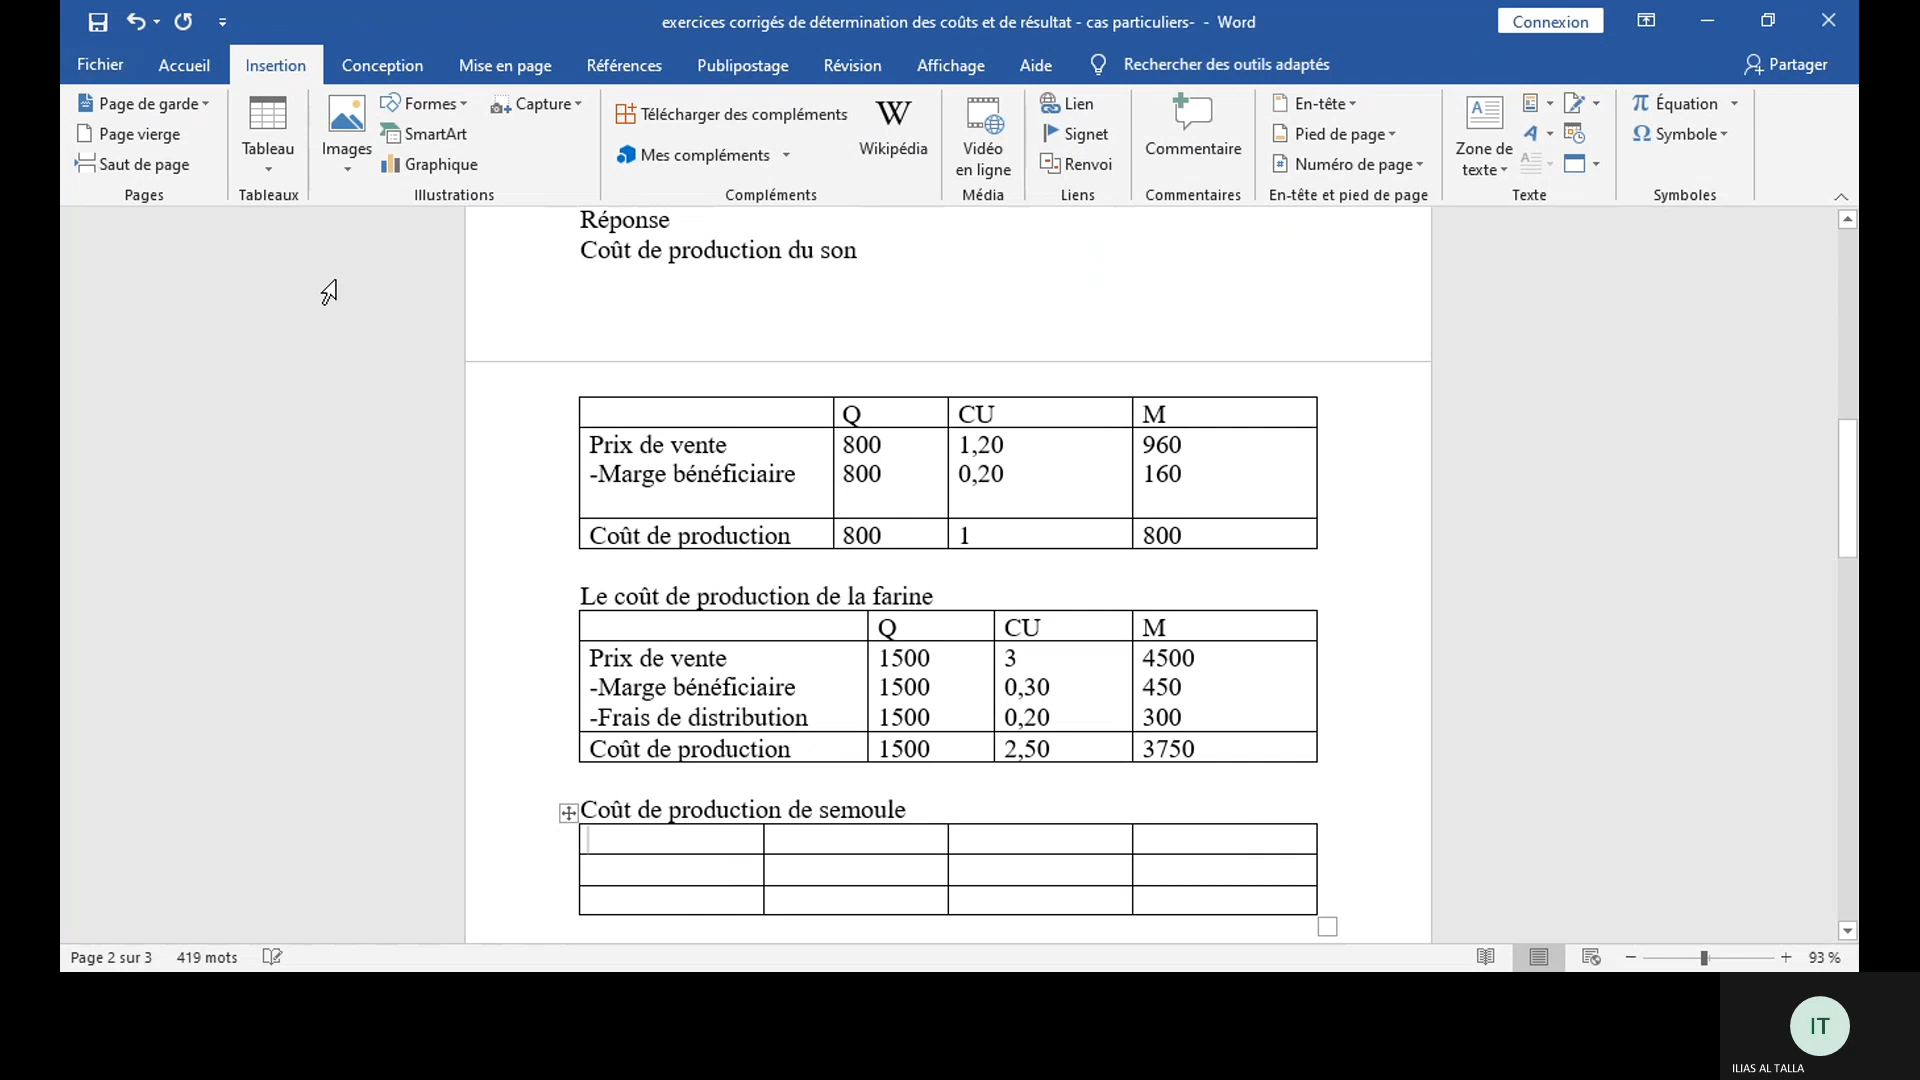 exercices corrigés de détermination des coûts et de résultat - cas particuliers- - Word
Connexion
Fichier Accueil Insertion Conception Mise en page Références Publipostage Révision Affichage Aide Rechercher des outils adaptés Partager
Page de garde
Page vierge
Saut de page
Pages
Tableau
Tableaux
Images
Formes
SmartArt
Graphique
Capture
Illustrations
Télécharger des compléments
Mes compléments
W
Wikipédia
Compléments
Vidéo
en ligne
Média
Lien
Signet
Renvoi
Liens
Commentaire
Commentaires
En-tête
Pied de page
Numéro de page
En-tête et pied de page
Zone de
texte
Texte
Équation
Symbole
Symboles
Réponse
Coût de production du son
Q CU M
Prix de vente 800 1,20 960
-Marge bénéficiaire 800 0,20 160
Coût de production 800 1 800
Le coût de production de la farine
Q CU M
Prix de vente 1500 3 4500
-Marge bénéficiaire 1500 0,30 450
-Frais de distribution 1500 0,20 300
Coût de production 1500 2,50 3750
Coût de production de semoule
Page 2 sur 3 419 mots 93 %
IT
ILIAS AL TALLA